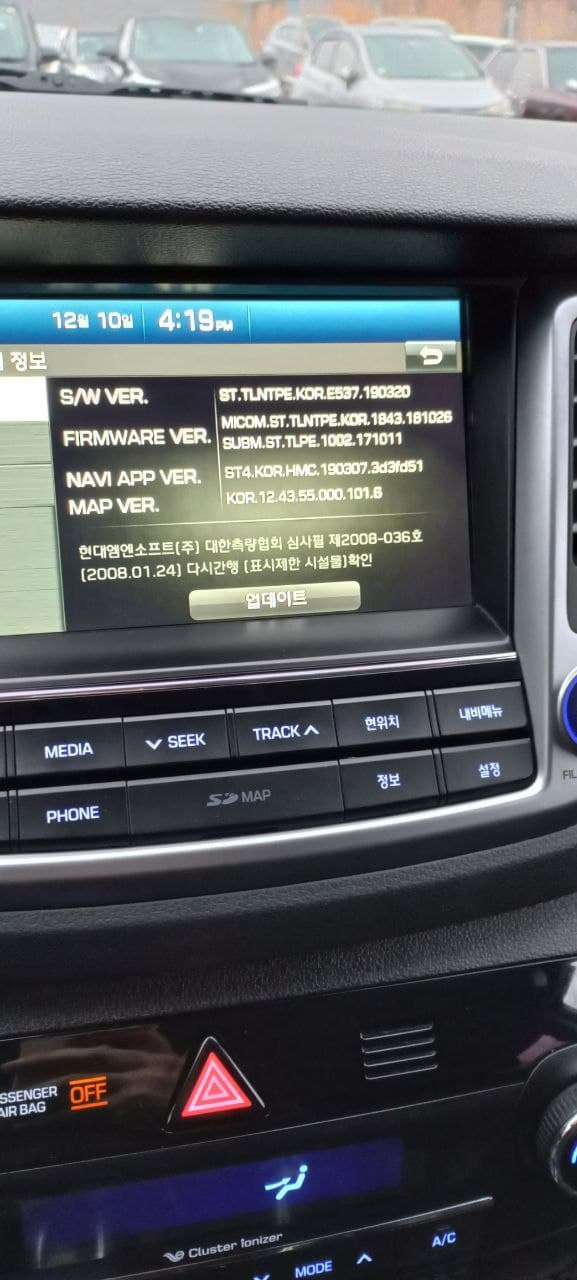 12월 10일 4:19 PM
정보
S/W VER. ST.TLNTPE.KOR.E537.190320
FIRMWARE VER. MICOM.ST.TLNTPE.KOR.1843.181026
SUBM.ST.TLPE.1002.171011
NAVI APP VER. ST4.KOR.HMC.190307.3d3fd51
MAP VER. KOR.12.43.55.000.101.6
현대엠엔소프트(주) 대한측량협회 심사필 제2008-036호
(2008.01.24) 다시간행 (표시제한 시설물)확인
업데이트
MEDIA SEEK TRACK 현위치 내비메뉴
PHONE SD MAP 정보 설정
AIR BAG OFF
Cluster Ionizer
MODE A/C